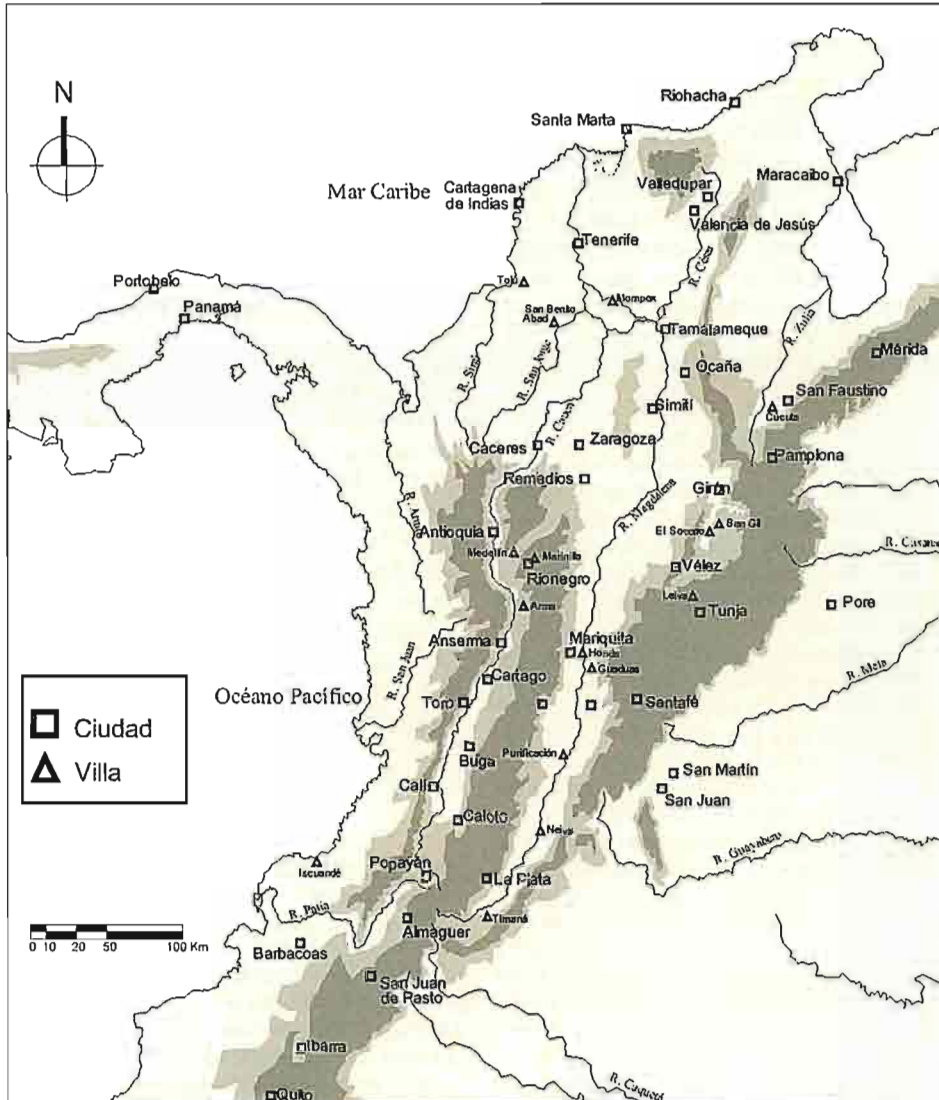 N
Riohacha
Santa Marta
Maracaibo
Valledupar
Mar Caribe
Cartagena
de Indias
Valencia de Jesús
Tenerife
R. César
Portobelo
Tolú
Panamá
Mompox
San Benito
Abad
Tamalameque
R. Zulia
Mérida
R. Sinú
R. San Jorge
Ocaña
San Faustino
R. Cauca
Simití
Cúcuta
Cáceres
Zaragoza
Pamplona
Remedios
Girón
R. Atrato
R. Magdalena
San Gil
Antioquia
El Socorro
R. Casanare
Medellín
Marinilla
Rionegro
Vélez
Leiva
Arma
Tunja
Pore
Anserma
Mariquita
Honda
Guaduas
R. San Juan
R. Meta
Cartago
Océano Pacífico
Toro
Santafé
Ciudad
Buga
Purificación
Villa
San Martín
Cali
San Juan
Caloto
Neiva
R. Guayabero
Iscuandé
Popayán
La Plata
R. Patía
Timaná
Almaguer
0 10 20 50 100 Km
Barbacoas
San Juan
de Pasto
Ibarra
R. Caquetá
Quito